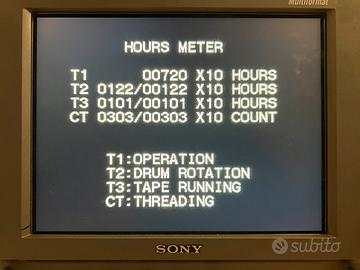 Multiformat
HOURS METER
T1 00720 X10 HOURS
T2 0122/00122 X10 HOURS
T3 0101/00101 X10 HOURS
CT 0303/00303 X10 COUNT
T1:OPERATION
T2:DRUM ROTATION
T3:TAPE RUNNING
CT:THREADING
SONY
subito